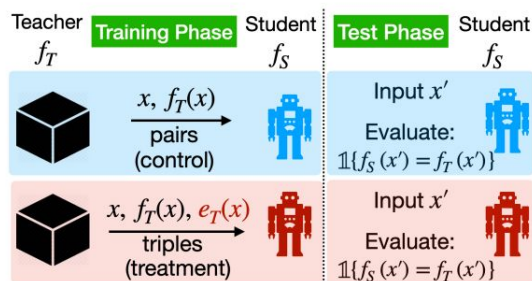 Teacher Training Phase Student Test Phase Student
f_T f_S f_S
x, f_T(x)
pairs
(control)
Input x′
Evaluate:
𝟙{f_S(x′) = f_T(x′)}
x, f_T(x), e_T(x)
triples
(treatment)
Input x′
Evaluate:
𝟙{f_S(x′) = f_T(x′)}